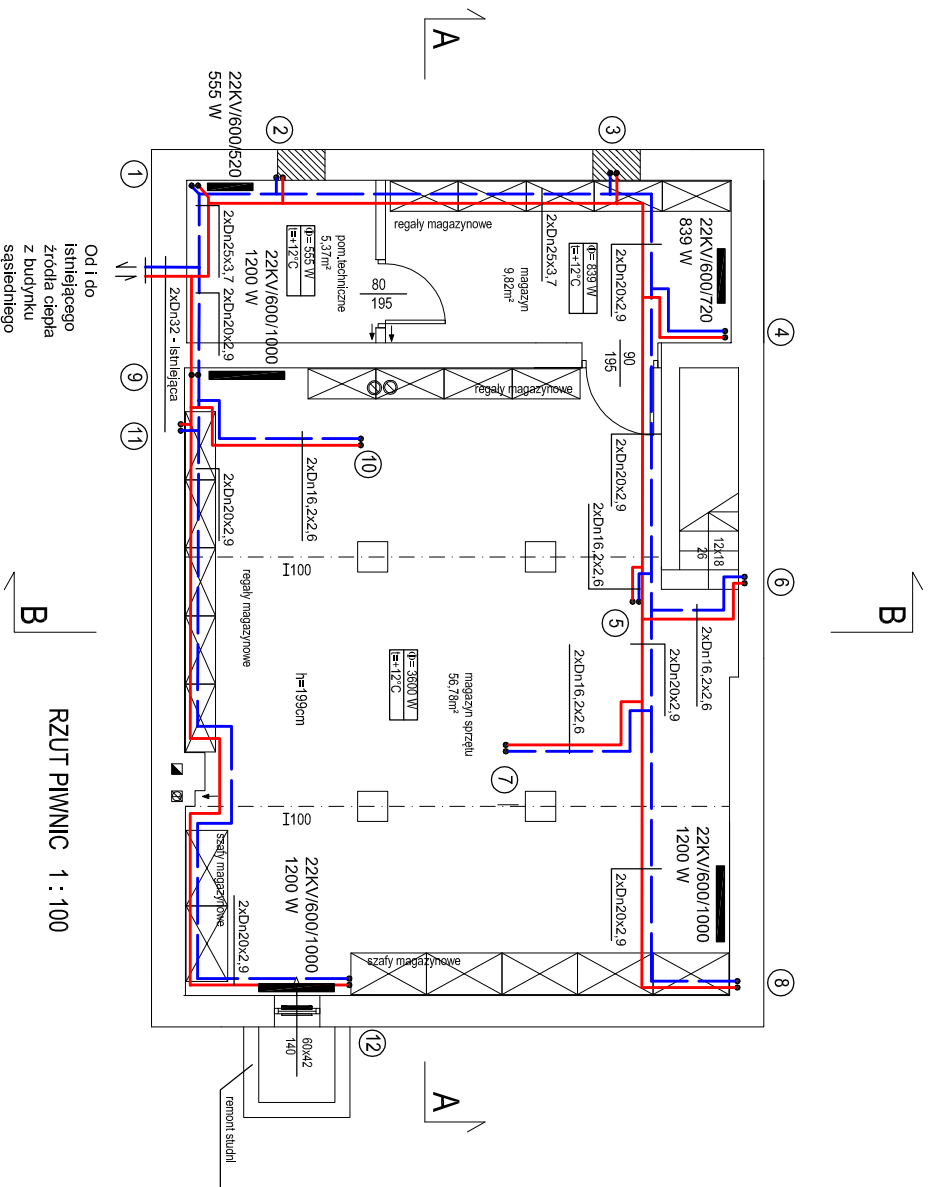 A
A
B
B
1
2
3
4
5
6
7
8
9
10
11
12
22KV/600/520
555 W
22KV/600/720
839 W
22KV/600/1000
1200 W
22KV/600/1000
1200 W
22KV/600/1000
1200 W
pom.techniczne
5,37m²
Φ= 555 W
t=+12°C
magazyn
9,82m²
Φ= 839 W
t=+12°C
magazyn sprzętu
56,78m²
Φ= 3600 W
t=+12°C
h=199cm
regały magazynowe
regały magazynowe
regały magazynowe
szafy magazynowe
szafy magazynowe
80
195
90
195
12x18
26
I100
I100
2xDn25x3,7
2xDn20x2,9
2xDn25x3,7
2xDn20x2,9
2xDn20x2,9
2xDn16,2x2,6
2xDn16,2x2,6
2xDn20x2,9
2xDn16,2x2,6
2xDn20x2,9
2xDn16,2x2,6
2xDn20x2,9
2xDn20x2,9
2xDn32 - Istniejąca
60x42
140
remont studni
Od i do
istniejącego
źródła ciepła
z budynku
sąsiedniego
RZUT PIWNIC 1 : 100